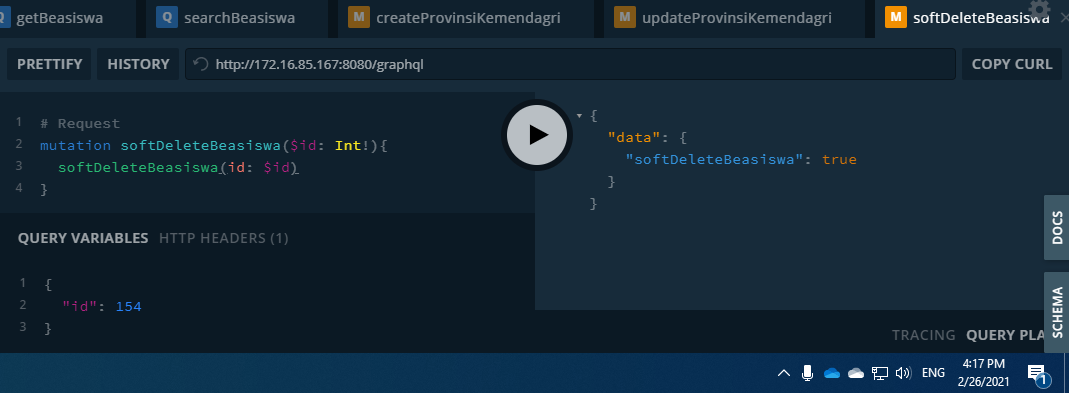 Q getBeasiswa Q searchBeasiswa M createProvinsiKemendagri M updateProvinsiKemendagri M softDeleteBeasiswa
PRETTIFY HISTORY http://172.16.85.167:8080/graphql COPY CURL
1 # Request
2 mutation softDeleteBeasiswa($id: Int!){
3 softDeleteBeasiswa(id: $id)
4 }
{
"data": {
"softDeleteBeasiswa": true
}
}
DOCS
SCHEMA
QUERY VARIABLES HTTP HEADERS (1)
1 {
2 "id": 154
3 }
TRACING QUERY PLA
ENG
4:17 PM
2/26/2021
1